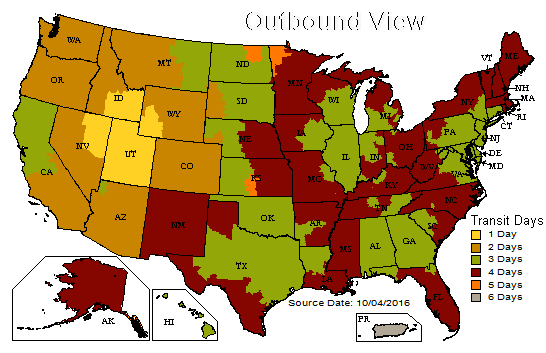 Outbound View
WA
OR
CA
ID
NV
UT
AZ
MT
WY
CO
NM
ND
SD
NE
KS
OK
TX
MN
IA
MO
AR
LA
WI
IL
MI
IN
OH
KY
TN
MS
AL
GA
FL
SC
NC
VA
WV
PA
NY
VT
ME
NH
MA
RI
CT
NJ
DE
MD
AK
HI
PR
Transit Days
1 Day
2 Days
3 Days
4 Days
5 Days
6 Days
Source Date: 10/04/2016